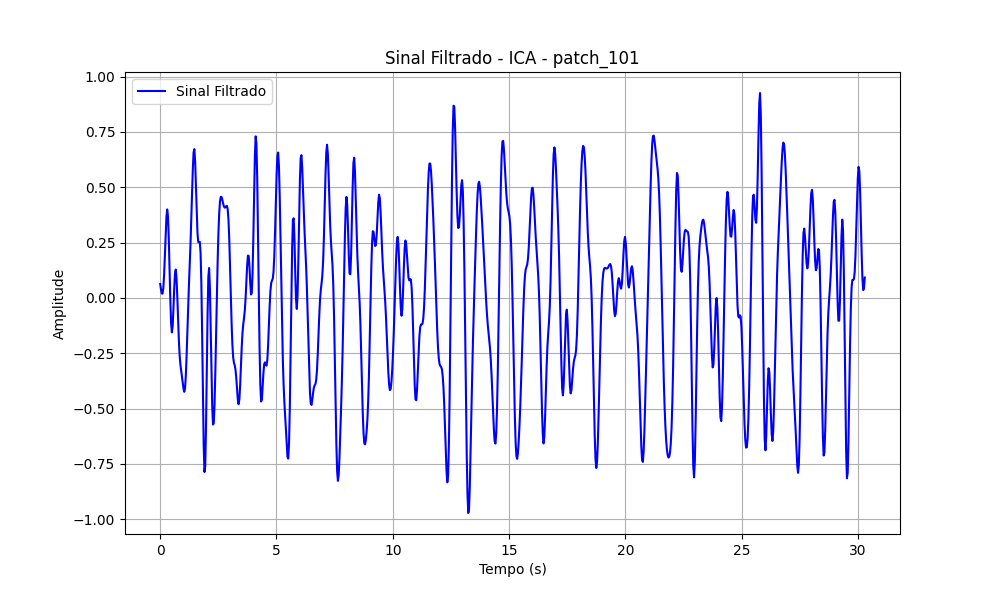 Sinal Filtrado - ICA - patch_101
Sinal Filtrado
1.00
0.75
0.50
0.25
0.00
−0.25
−0.50
−0.75
−1.00
Amplitude
0 5 10 15 20 25 30
Tempo (s)